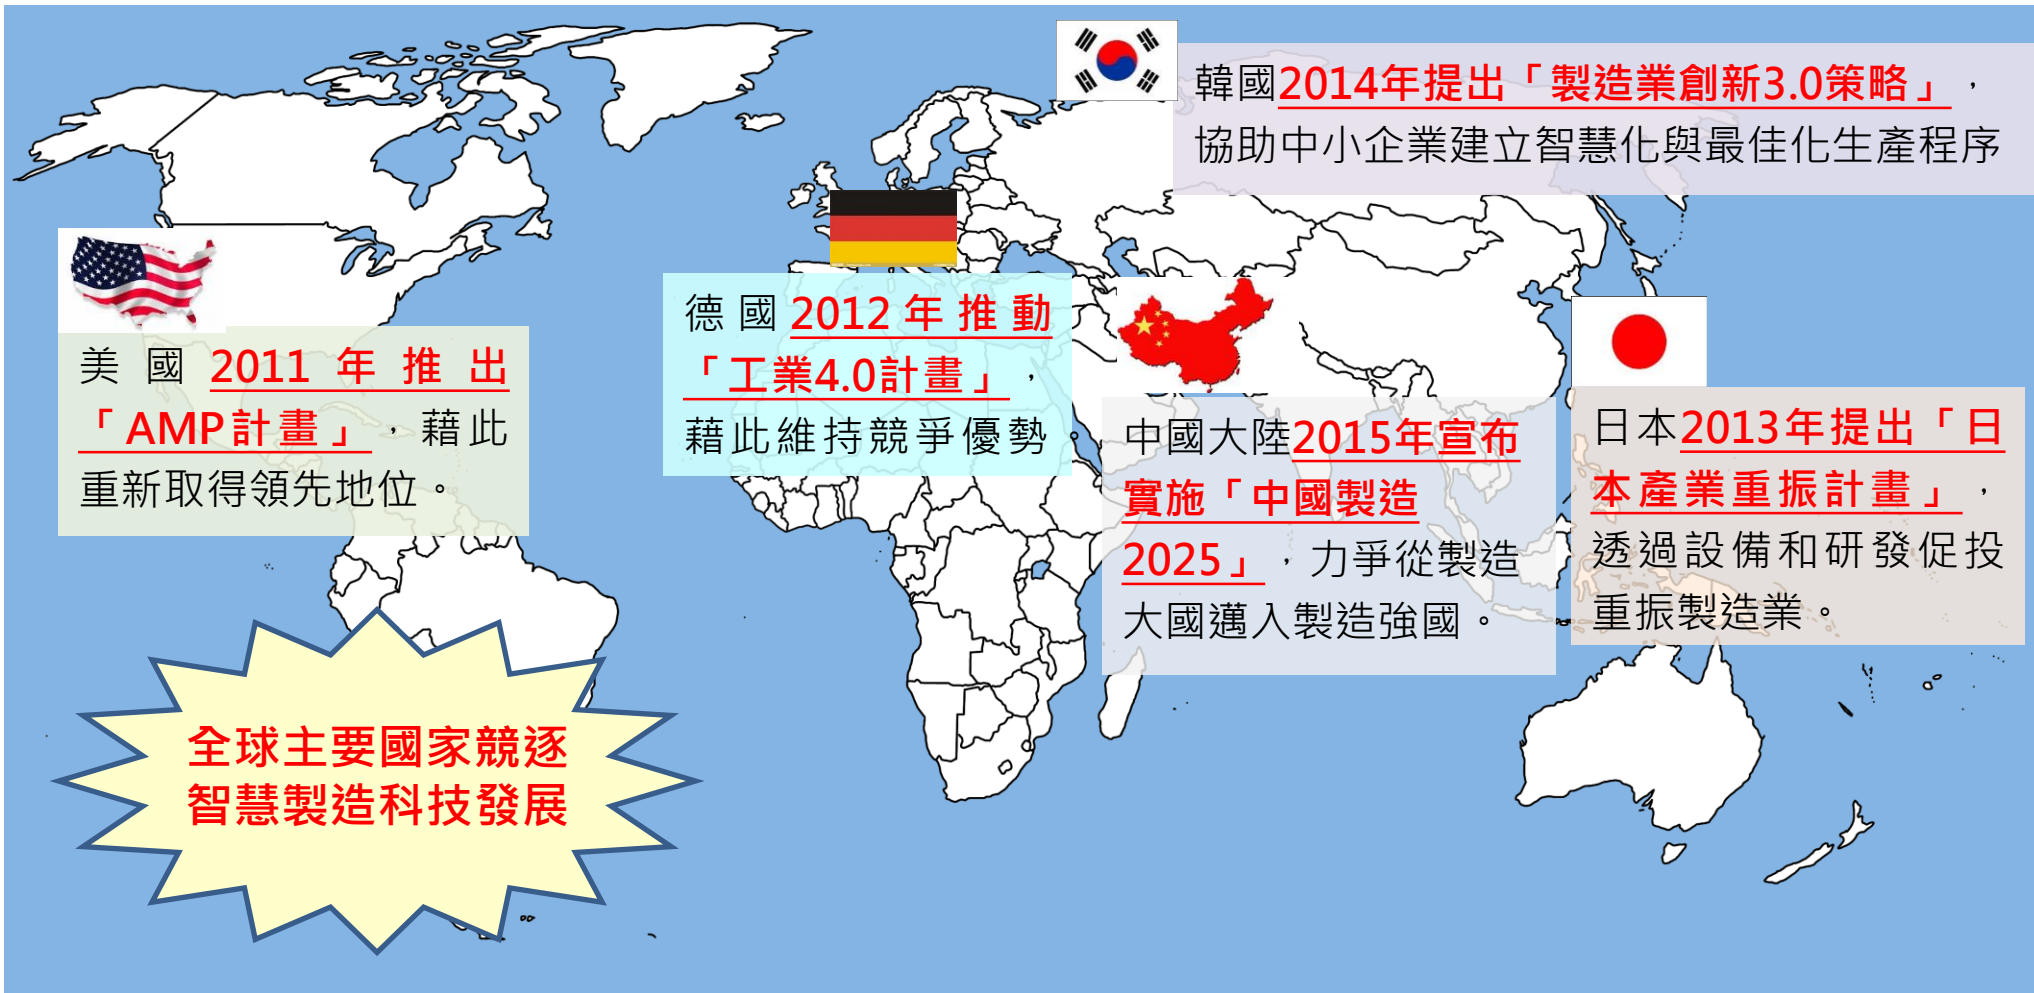 韓國2014年提出「製造業創新3.0策略」，
協助中小企業建立智慧化與最佳化生產程序
德國2012年推動
「工業4.0計畫」，
藉此維持競爭優勢。
美國2011年推出
「AMP計畫」，藉此
重新取得領先地位。
中國大陸2015年宣布
實施「中國製造
2025」，力爭從製造
大國邁入製造強國。
日本2013年提出「日
本產業重振計畫」，
透過設備和研發促投
重振製造業。
全球主要國家競逐
智慧製造科技發展